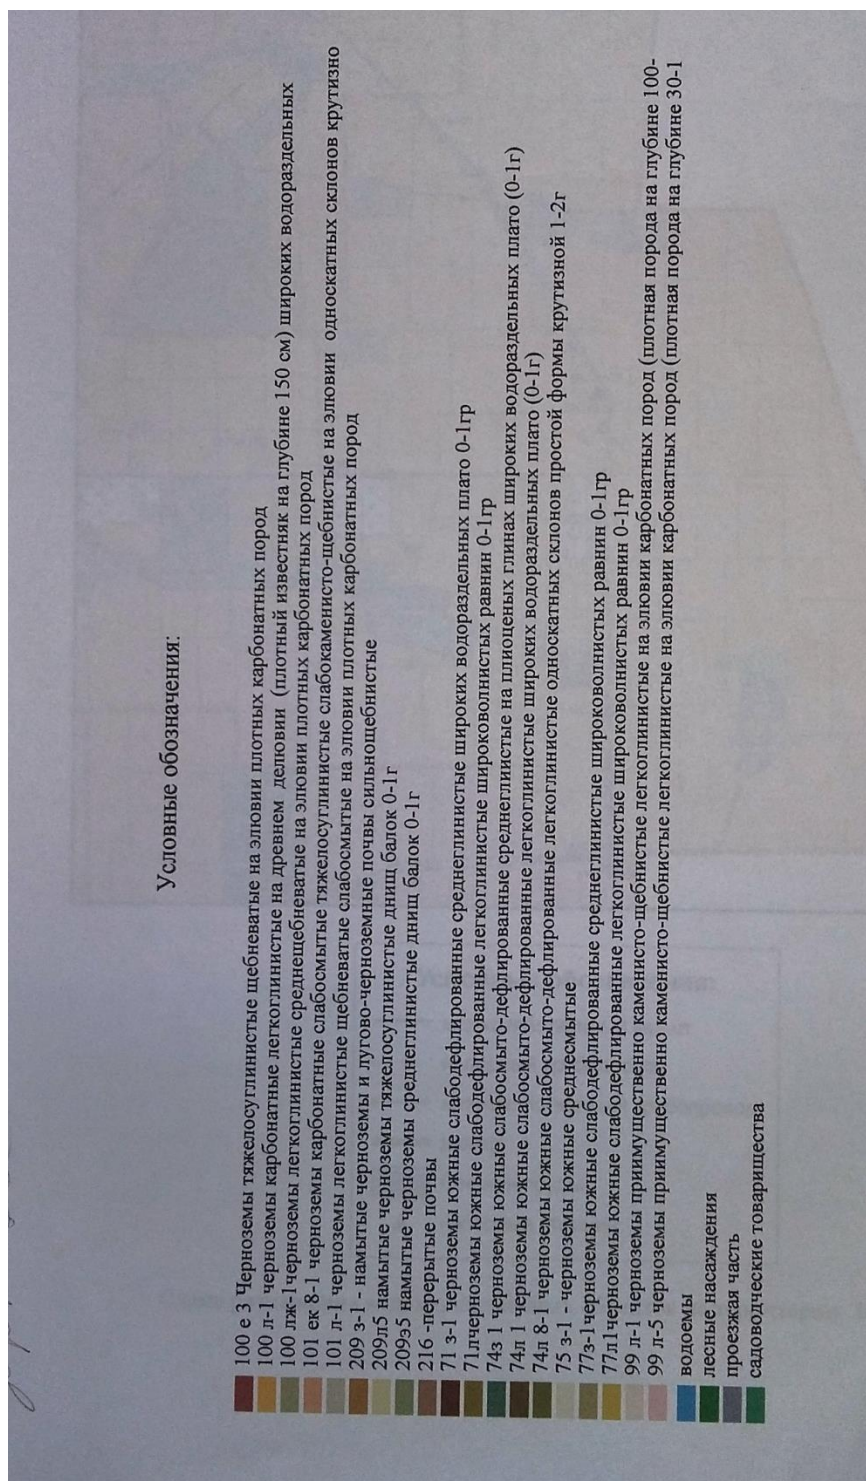 Условные обозначения:
100 е 3 Черноземы тяжелосуглинистые щебневатые на элювии плотных карбонатных пород
100 л-1 черноземы карбонатные легкоглинистые на древнем делювии (плотный известняк на глубине 150 см) широких водораздельных
100 лж-1черноземы легкоглинистые среднещебневатые на элювии плотных карбонатных пород
101 ек 8-1 черноземы карбонатные слабосмытые тяжелосуглинистые слабокаменисто-щебнистые на элювии односкатных склонов крутизно
101 л-1 черноземы легкоглинистые щебневатые слабосмытые на элювии плотных карбонатных пород
209 з-1 - намытые черноземы и лугово-черноземные почвы сильнощебнистые
209л5 намытые черноземы тяжелосуглинистые днищ балок 0-1г
209з5 намытые черноземы среднеглинистые днищ балок 0-1г
216 -перерытые почвы
71 з-1 черноземы южные слабодефлированные среднеглинистые широких водораздельных плато 0-1гр
71лчерноземы южные слабодефлированные легкоглинистые широковолнистых равнин 0-1гр
74з 1 черноземы южные слабосмыто-дефлированные среднеглинистые на плиоценых глинах широких водораздельных плато (0-1г)
74л 1 черноземы южные слабосмыто-дефлированные легкоглинистые широких водораздельных плато (0-1г)
74л 8-1 черноземы южные слабосмыто-дефлированные легкоглинистые односкатных склонов простой формы крутизной 1-2г
75 з-1 - черноземы южные среднесмытые
77з-1черноземы южные слабодефлированные среднеглинистые широковолнистых равнин 0-1гр
77л1черноземы южные слабодефлированные легкоглинистые широковолнистых равнин 0-1гр
99 л-1 черноземы приимущественно каменисто-щебнистые легкоглинистые на элювии карбонатных пород (плотная порода на глубине 100-
99 л-5 черноземы приимущественно каменисто-щебнистые легкоглинистые на элювии карбонатных пород (плотная порода на глубине 30-1
водоемы
лесные насаждения
проезжая часть
садоводческие товарищества